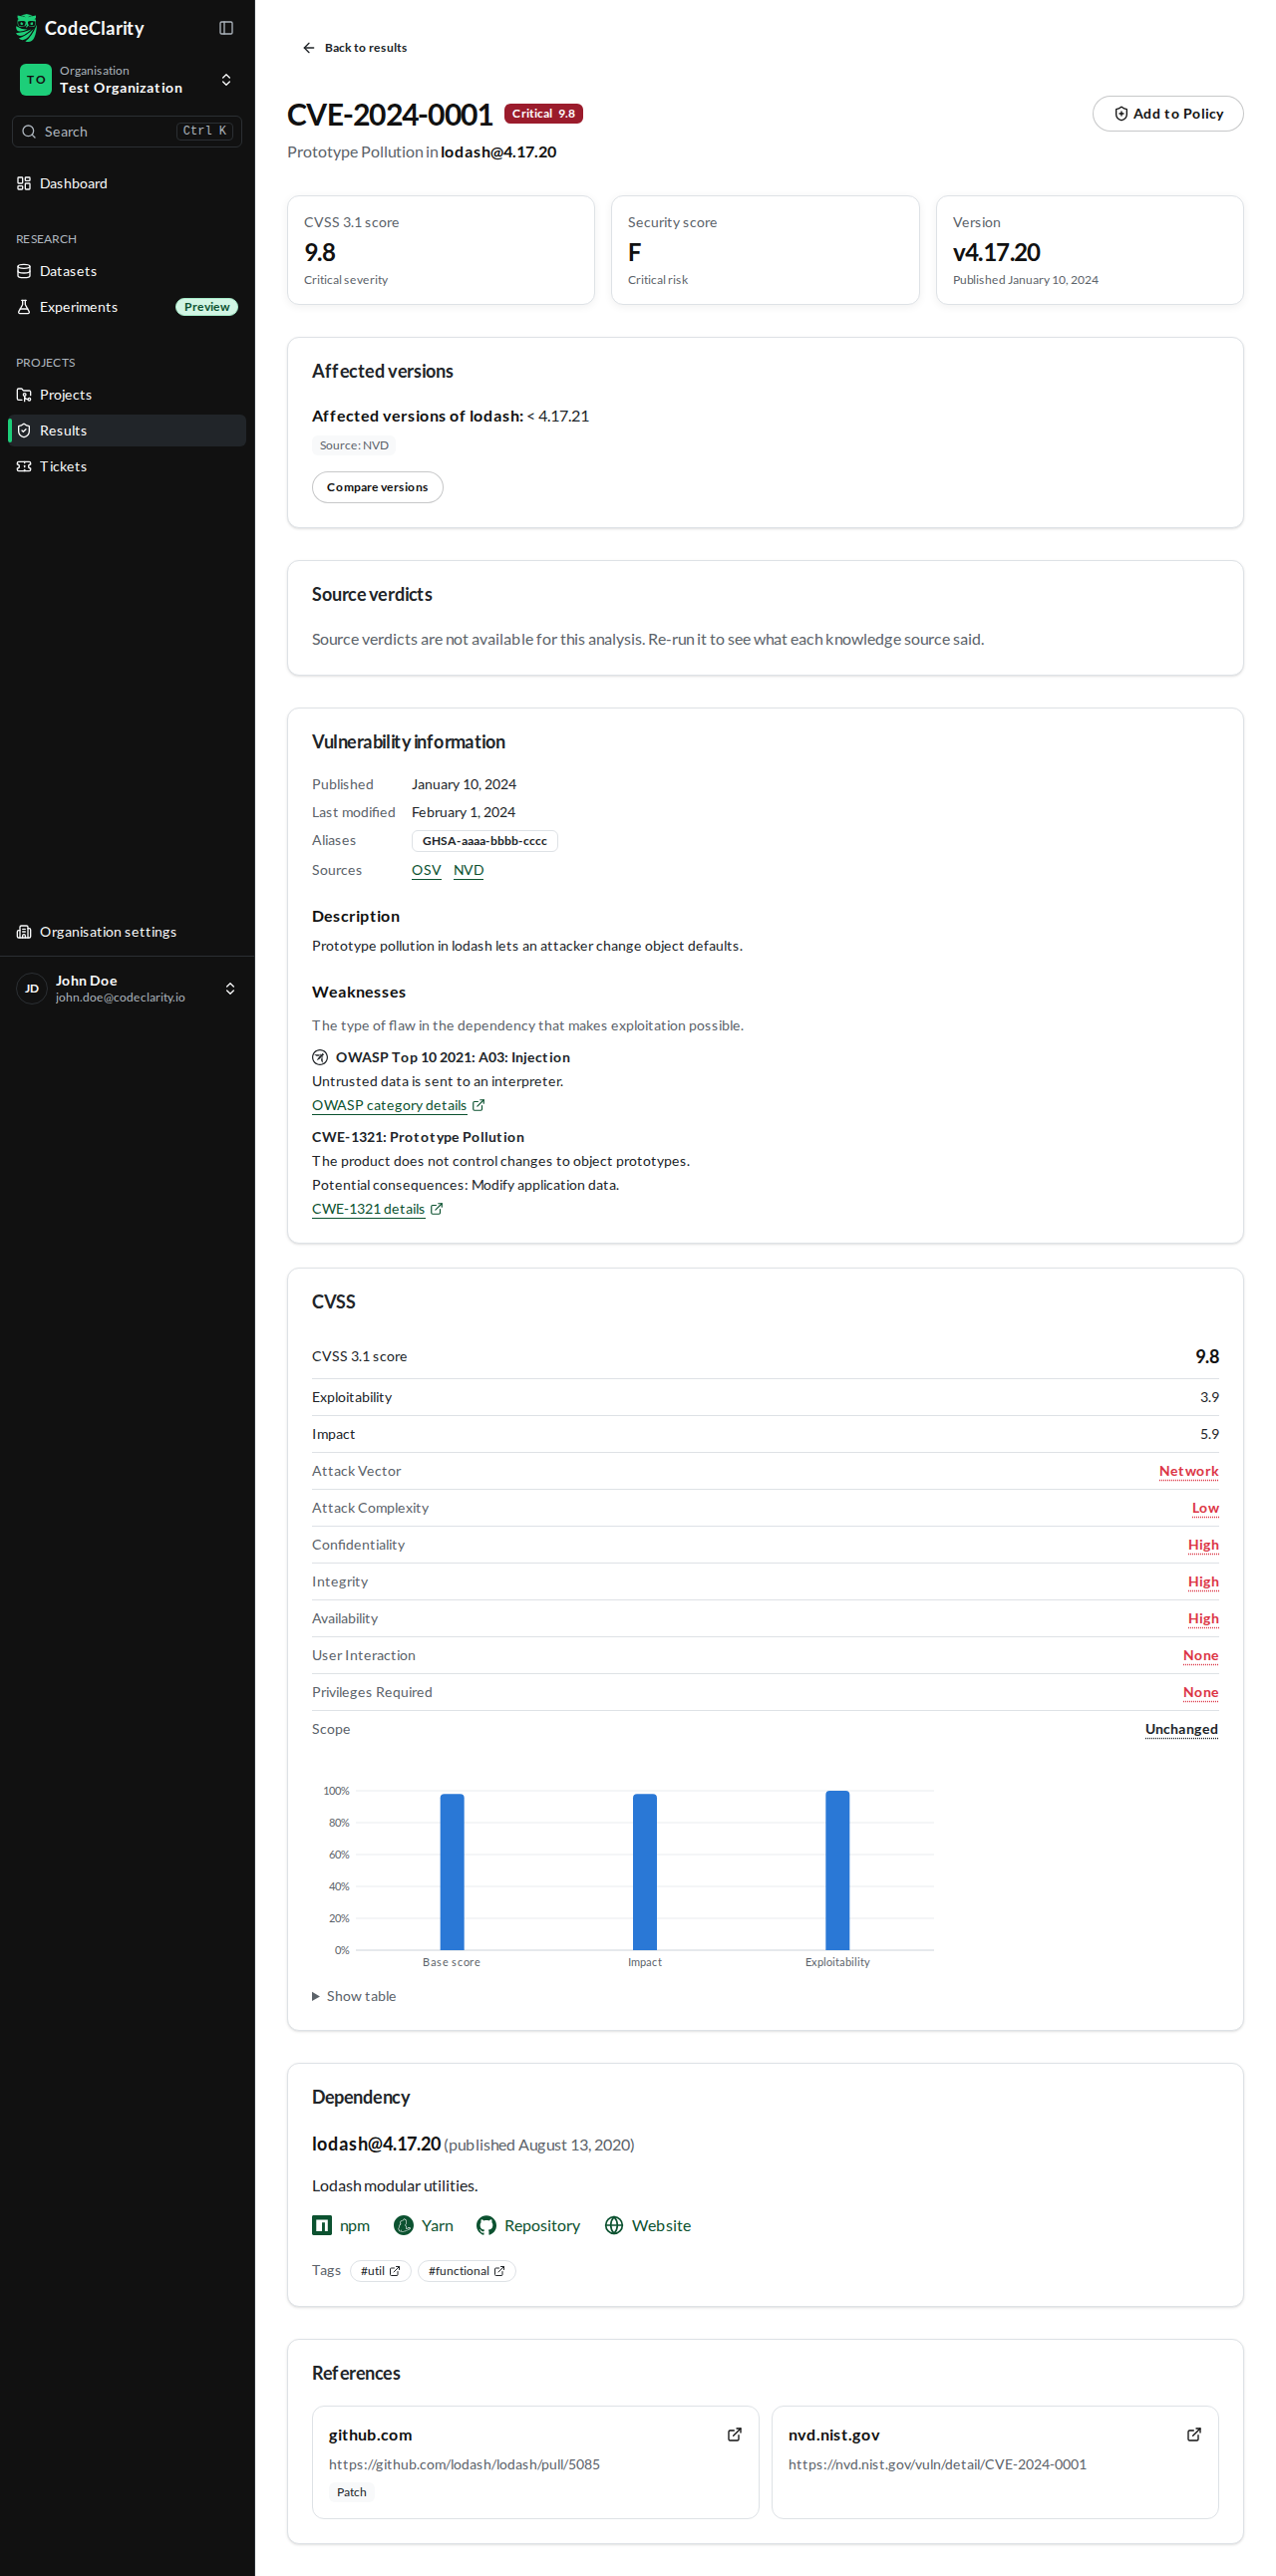 CodeClarity
TO
Organisation
Test Organization
Search
Ctrl K
Dashboard
RESEARCH
Datasets
Experiments
Preview
PROJECTS
Projects
Results
Tickets
Organisation settings
JD
John Doe
john.doe@codeclarity.io
Back to results
CVE-2024-0001
Critical 9.8
Add to Policy
Prototype Pollution in lodash@4.17.20
CVSS 3.1 score
9.8
Critical severity
Security score
F
Critical risk
Version
v4.17.20
Published January 10, 2024
Affected versions
Affected versions of lodash: < 4.17.21
Source: NVD
Compare versions
Source verdicts
Source verdicts are not available for this analysis. Re-run it to see what each knowledge source said.
Vulnerability information
Published January 10, 2024
Last modified February 1, 2024
Aliases GHSA-aaaa-bbbb-cccc
Sources OSV NVD
Description
Prototype pollution in lodash lets an attacker change object defaults.
Weaknesses
The type of flaw in the dependency that makes exploitation possible.
OWASP Top 10 2021: A03: Injection
Untrusted data is sent to an interpreter.
OWASP category details
CWE-1321: Prototype Pollution
The product does not control changes to object prototypes.
Potential consequences: Modify application data.
CWE-1321 details
CVSS
CVSS 3.1 score 9.8
Exploitability 3.9
Impact 5.9
Attack Vector Network
Attack Complexity Low
Confidentiality High
Integrity High
Availability High
User Interaction None
Privileges Required None
Scope Unchanged
100%
80%
60%
40%
20%
0%
Base score Impact Exploitability
Show table
Dependency
lodash@4.17.20 (published August 13, 2020)
Lodash modular utilities.
npm Yarn Repository Website
Tags #util #functional
References
github.com
https://github.com/lodash/lodash/pull/5085
Patch
nvd.nist.gov
https://nvd.nist.gov/vuln/detail/CVE-2024-0001